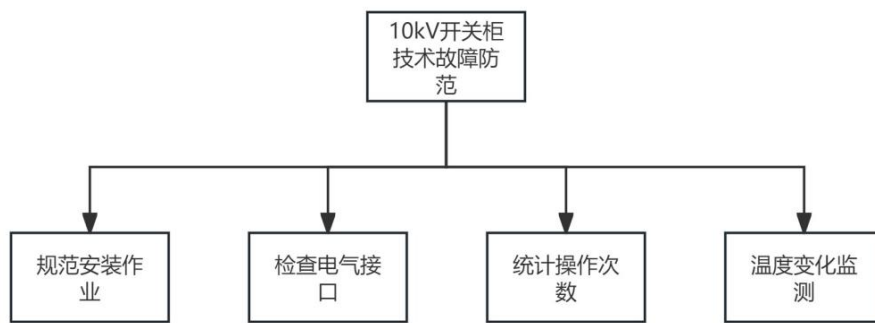 10kV开关柜
技术故障防
范
规范安装作
业
检查电气接
口
统计操作次
数
温度变化监
测